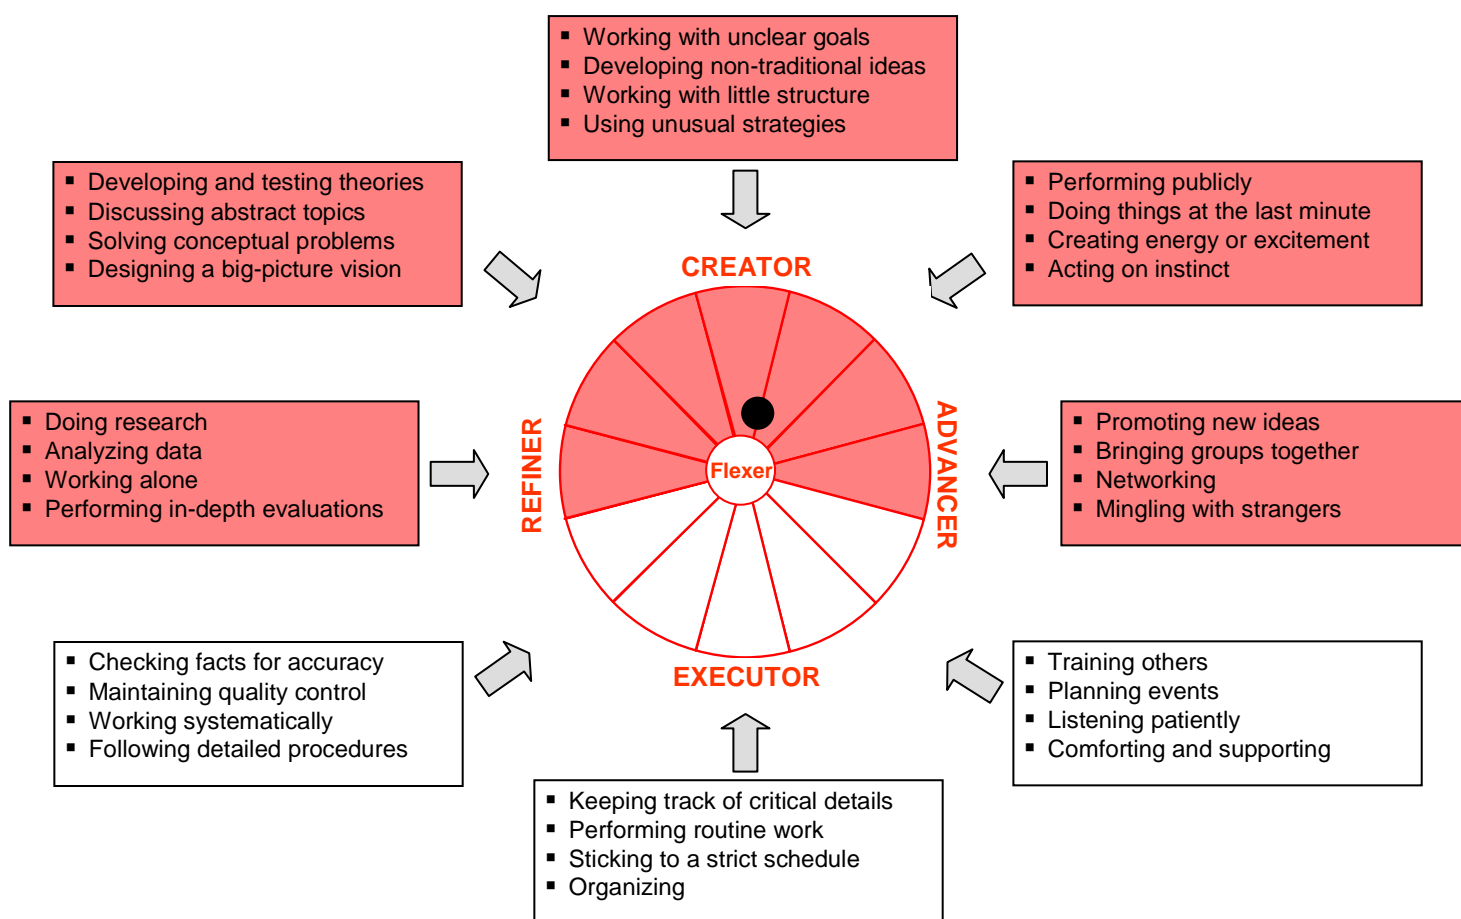 ▪ Working with unclear goals
▪ Developing non-traditional ideas
▪ Working with little structure
▪ Using unusual strategies
▪ Developing and testing theories
▪ Discussing abstract topics
▪ Solving conceptual problems
▪ Designing a big-picture vision
▪ Performing publicly
▪ Doing things at the last minute
▪ Creating energy or excitement
▪ Acting on instinct
CREATOR
▪ Doing research
▪ Analyzing data
▪ Working alone
▪ Performing in-depth evaluations
REFINER
Flexer
ADVANCER
▪ Promoting new ideas
▪ Bringing groups together
▪ Networking
▪ Mingling with strangers
EXECUTOR
▪ Checking facts for accuracy
▪ Maintaining quality control
▪ Working systematically
▪ Following detailed procedures
▪ Training others
▪ Planning events
▪ Listening patiently
▪ Comforting and supporting
▪ Keeping track of critical details
▪ Performing routine work
▪ Sticking to a strict schedule
▪ Organizing